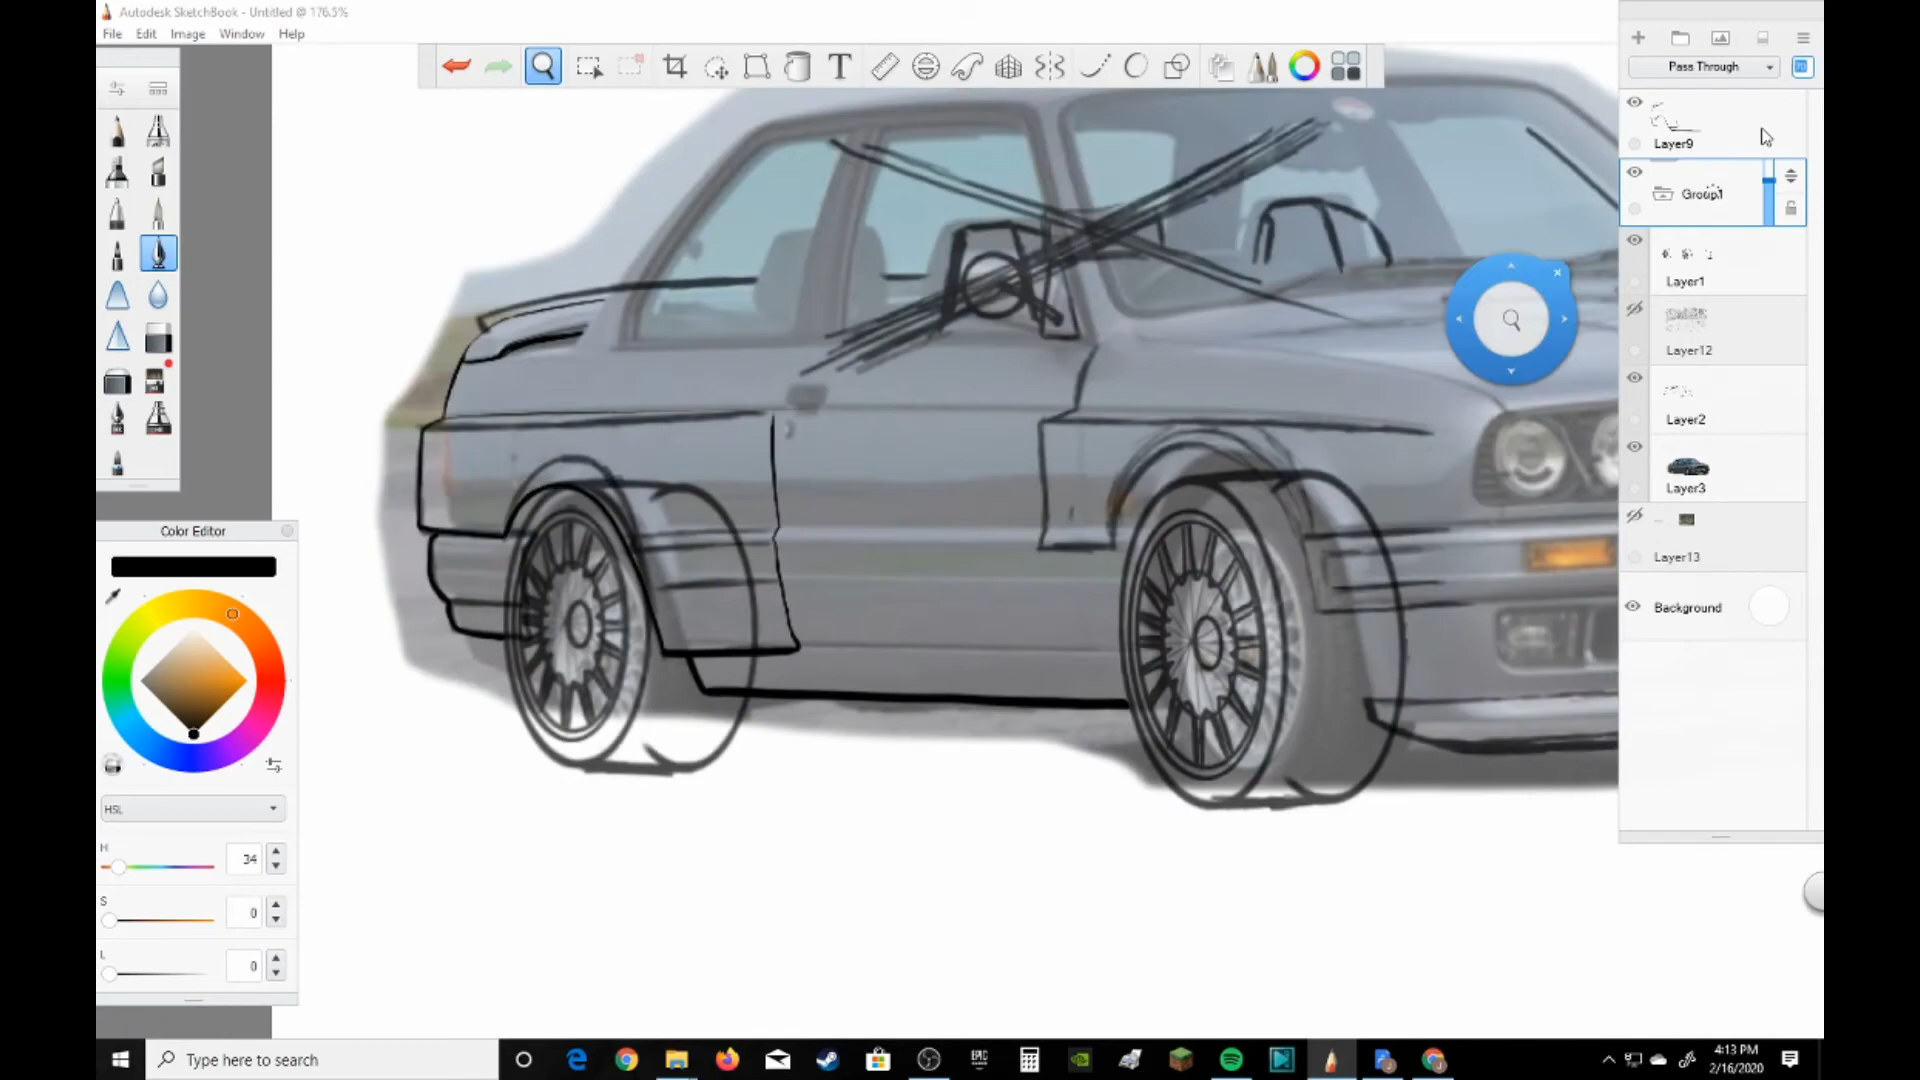 Autodesk SketchBook - Untitled @ 176.5%
File Edit Image Window Help
T
Pass Through
Layer9
Group1
Layer1
Layer12
Layer2
Layer3
Layer13
Background
Color Editor
HSL
H 34
S 0
L 0
Type here to search
EPIC
4:13 PM
2/16/2020